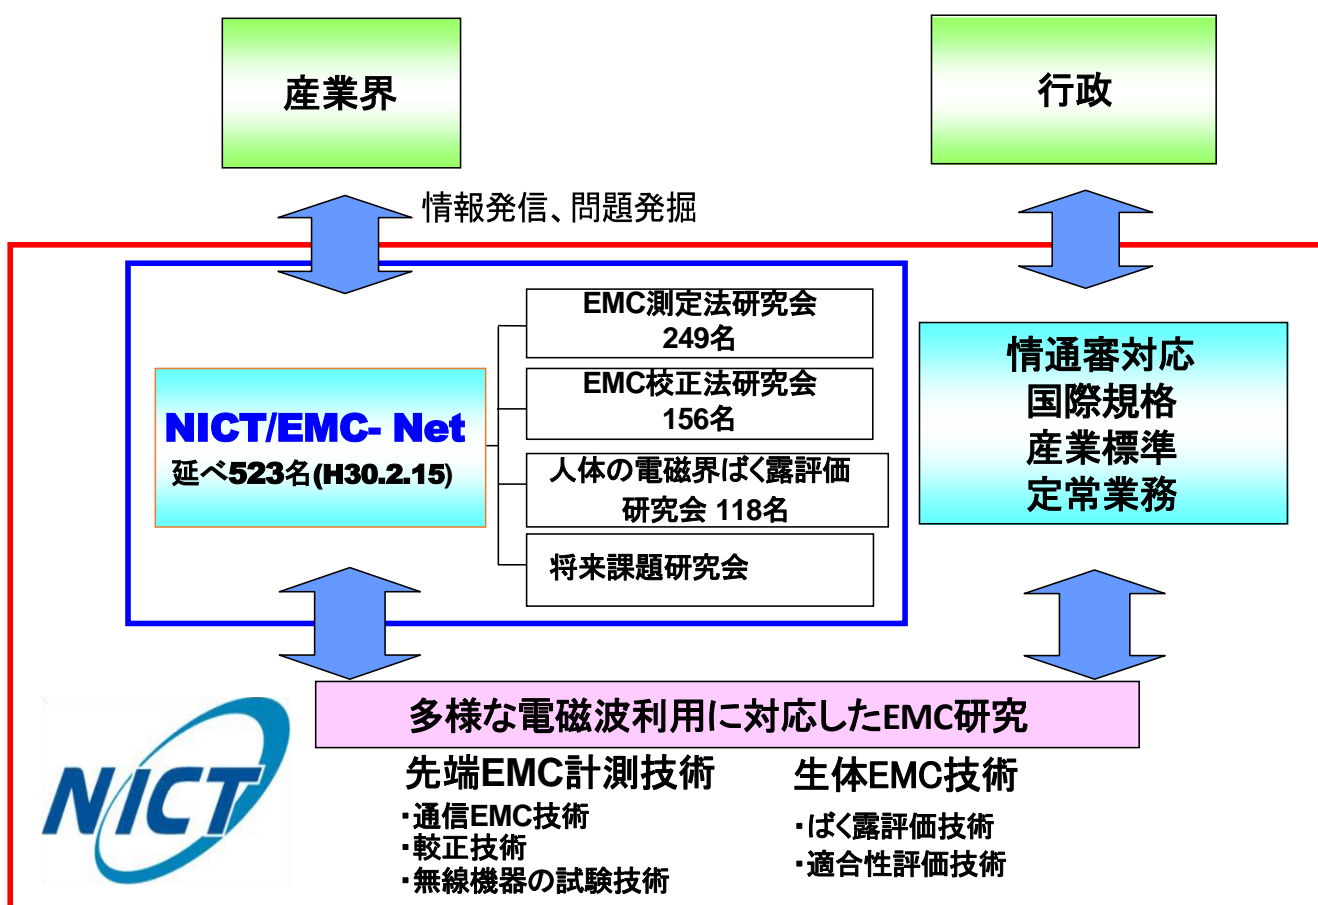 産業界
行政
情報発信、問題発掘
EMC測定法研究会
249名
EMC校正法研究会
156名
人体の電磁界ばく露評価
研究会 118名
将来課題研究会
NICT/EMC- Net
延べ523名(H30.2.15)
情通審対応
国際規格
産業標準
定常業務
多様な電磁波利用に対応したEMC研究
NICT
先端EMC計測技術
・通信EMC技術
・較正技術
・無線機器の試験技術
生体EMC技術
・ばく露評価技術
・適合性評価技術